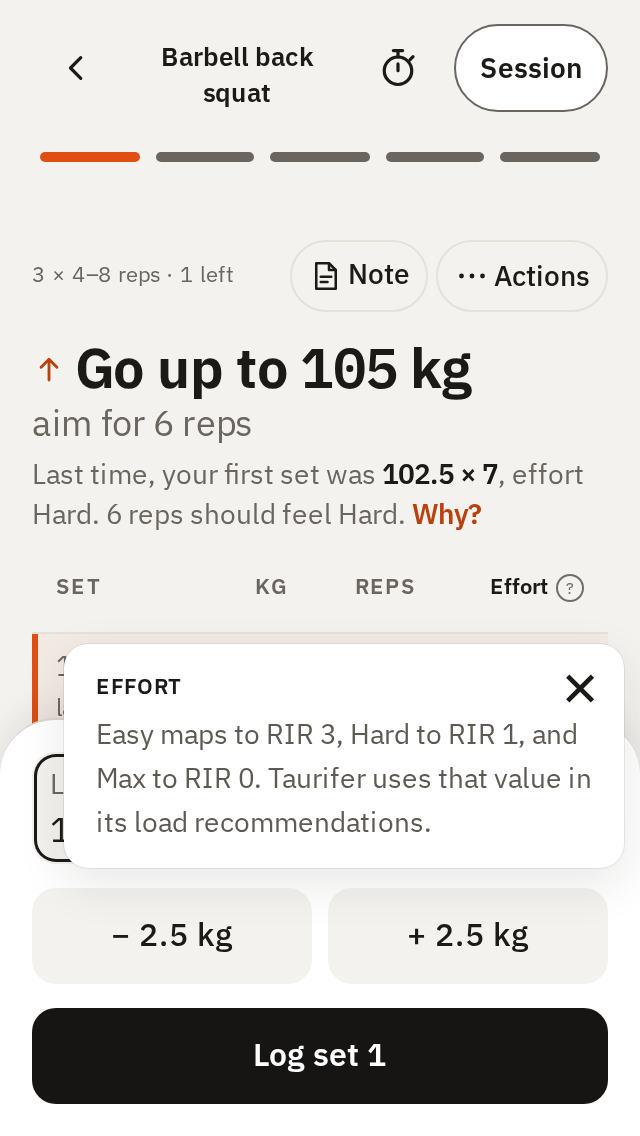 Barbell back
squat
Session
3 × 4–8 reps · 1 left
Note
··· Actions
↑ Go up to 105 kg
aim for 6 reps
Last time, your first set was 102.5 × 7, effort
Hard. 6 reps should feel Hard. Why?
SET KG REPS Effort ?
EFFORT
Easy maps to RIR 3, Hard to RIR 1, and
Max to RIR 0. Taurifer uses that value in
its load recommendations.
− 2.5 kg
+ 2.5 kg
Log set 1